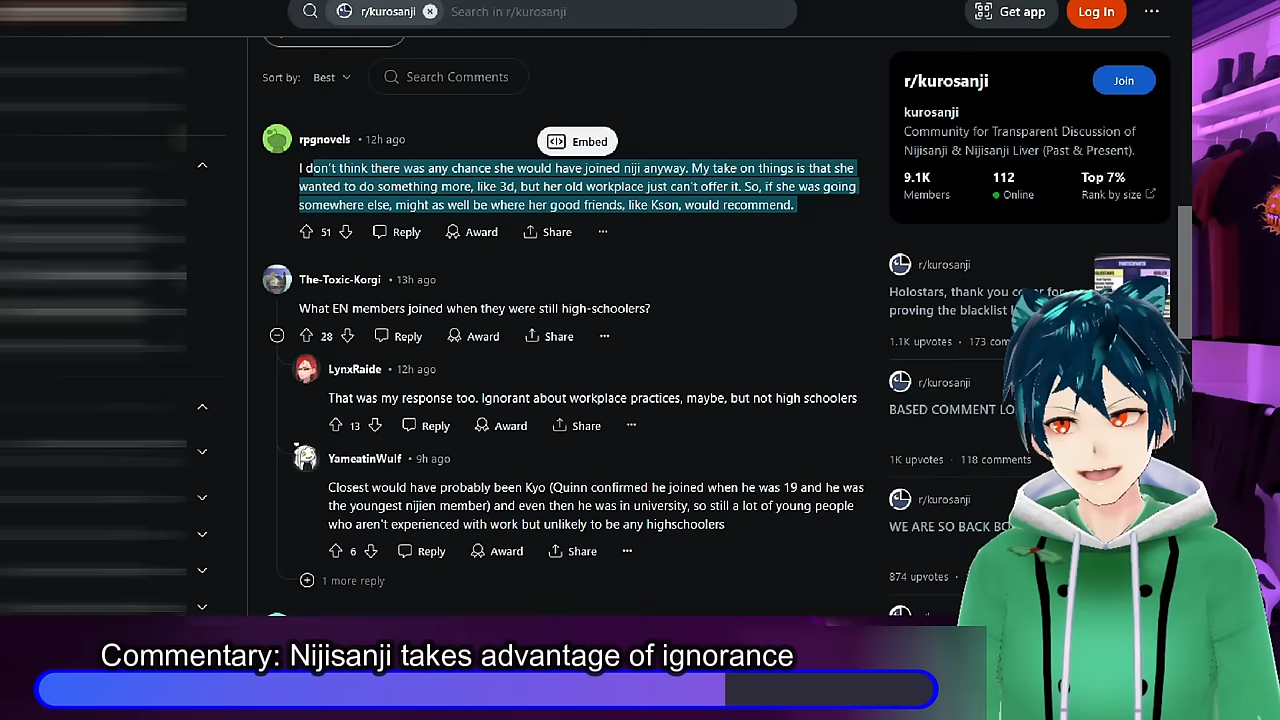 r/kurosanji
Search in r/kurosanji
Get app
Log In
Sort by: Best
Search Comments
rpgnovels • 12h ago
Embed
I don't think there was any chance she would have joined niji anyway. My take on things is that she
wanted to do something more, like 3d, but her old workplace just can't offer it. So, if she was going
somewhere else, might as well be where her good friends, like Kson, would recommend.
51 Reply Award Share
The-Toxic-Korgi • 13h ago
What EN members joined when they were still high-schoolers?
28 Reply Award Share
LynxRaide • 12h ago
That was my response too. Ignorant about workplace practices, maybe, but not high schoolers
13 Reply Award Share
YameatinWulf • 9h ago
Closest would have probably been Kyo (Quinn confirmed he joined when he was 19 and he was
the youngest nijien member) and even then he was in university, so still a lot of young people
who aren't experienced with work but unlikely to be any highschoolers
6 Reply Award Share
1 more reply
r/kurosanji
Join
kurosanji
Community for Transparent Discussion of
Nijisanji & Nijisanji Liver (Past & Present).
9.1K 112 Top 7%
Members Online Rank by size
r/kurosanji
Holostars, thank you for
proving the blacklist
1.1K upvotes • 173 com
r/kurosanji
BASED COMMENT LO
1K upvotes • 118 comments
r/kurosanji
WE ARE SO BACK BO
874 upvotes •
Commentary: Nijisanji takes advantage of ignorance